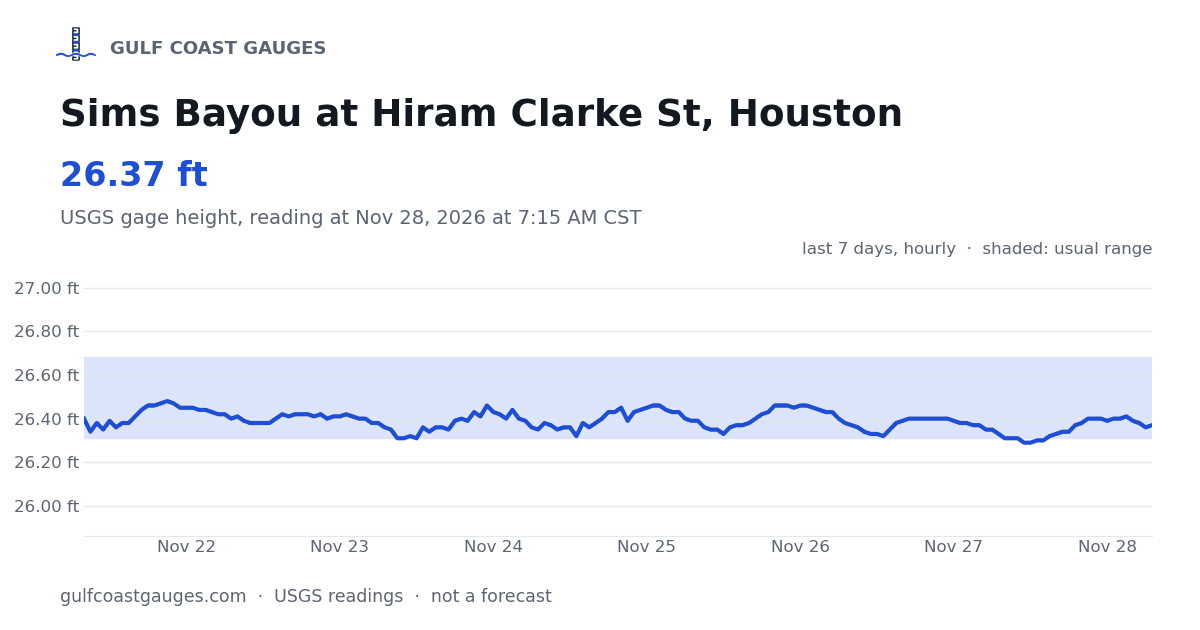 GULF COAST GAUGES
Sims Bayou at Hiram Clarke St, Houston
26.37 ft
USGS gage height, reading at Nov 28, 2026 at 7:15 AM CST
last 7 days, hourly · shaded: usual range
27.00 ft
26.80 ft
26.60 ft
26.40 ft
26.20 ft
26.00 ft
Nov 22 Nov 23 Nov 24 Nov 25 Nov 26 Nov 27 Nov 28
gulfcoastgauges.com · USGS readings · not a forecast